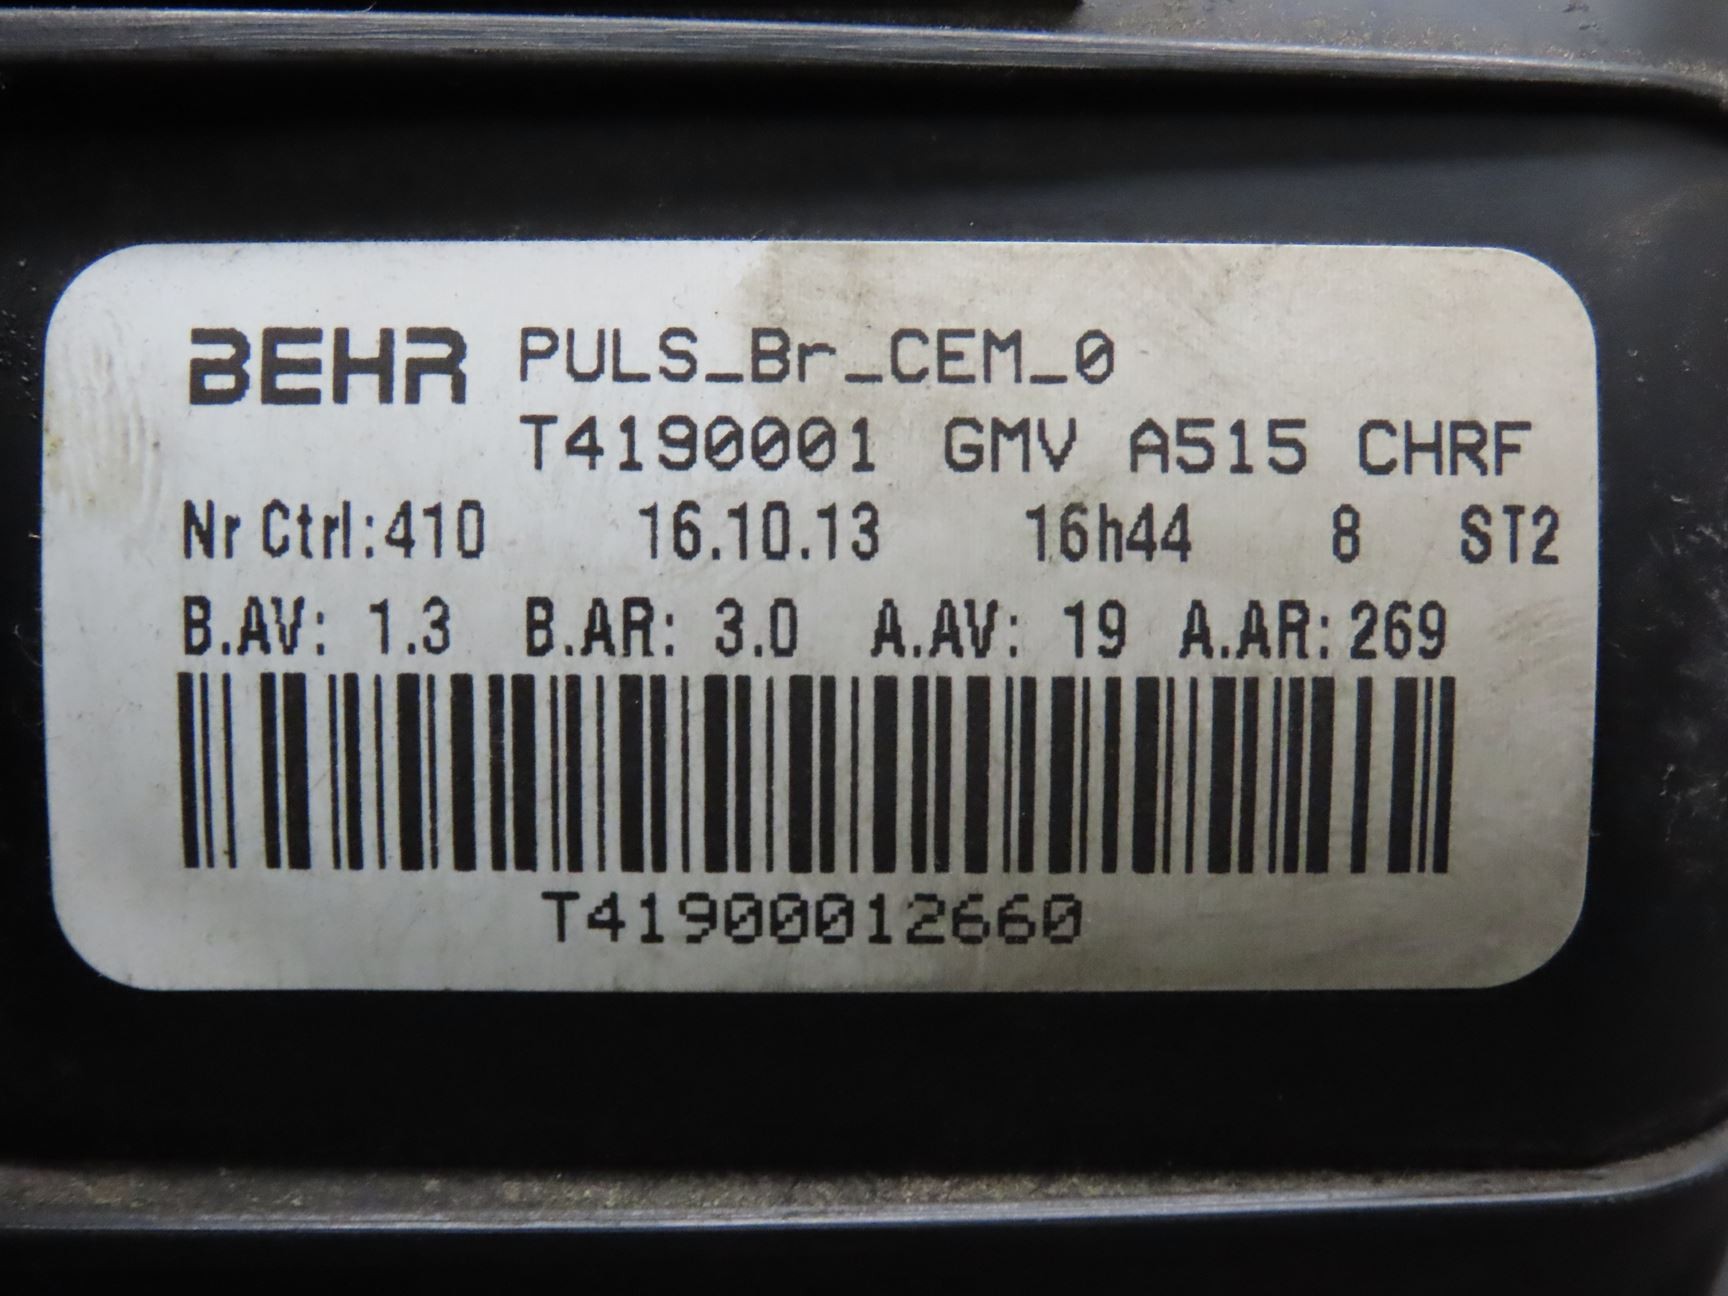 BEHR PULS_Br_CEM_0
T4190001 GMV A515 CHRF
Nr Ctrl:410 16.10.13 16h44 8 ST2
B.AV: 1.3 B.AR: 3.0 A.AV: 19 A.AR: 269
T41900012660